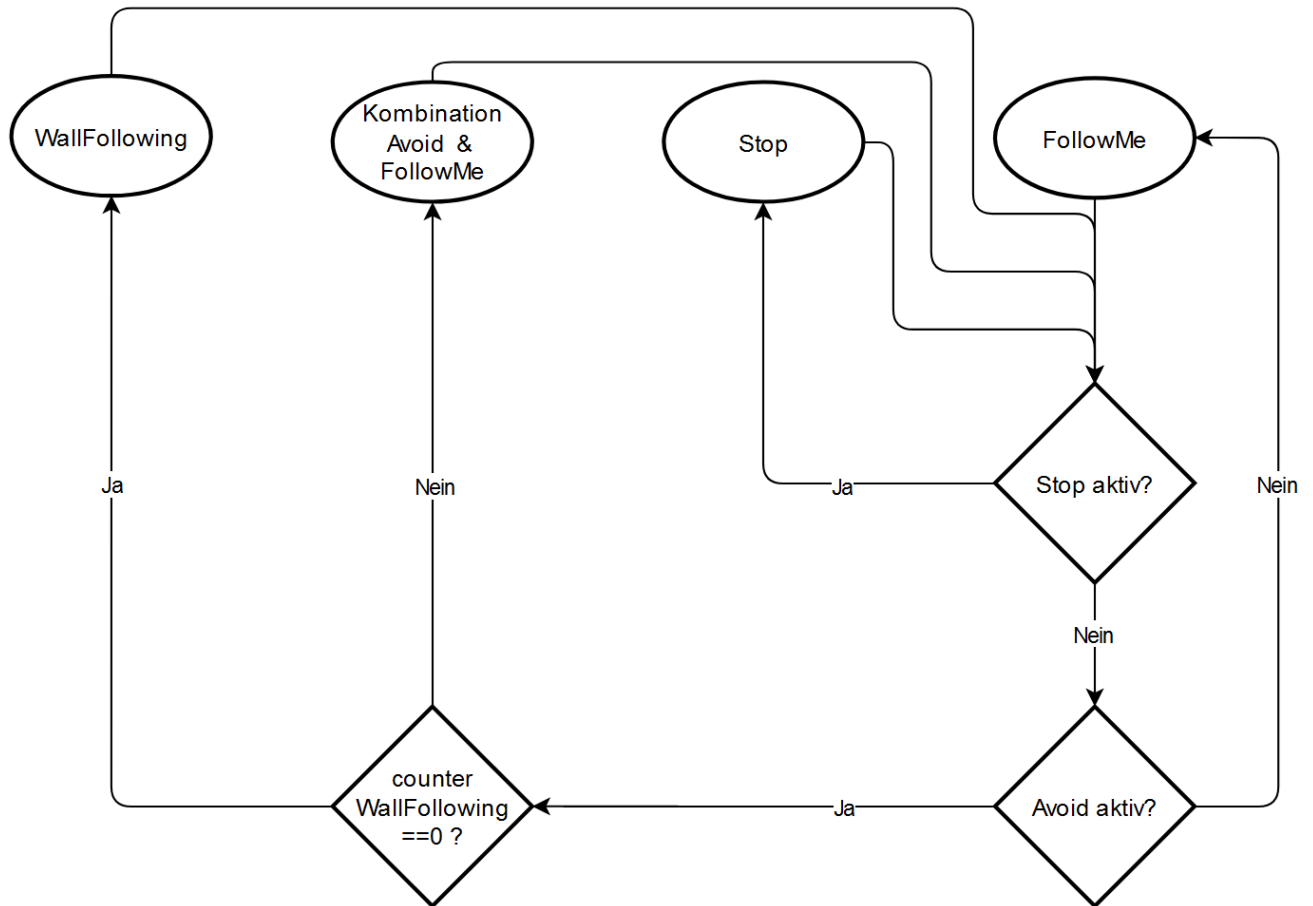 WallFollowing
Kombination
Avoid &
FollowMe
Stop
FollowMe
Ja
Nein
Ja
Stop aktiv?
Nein
Nein
counter
WallFollowing
==0 ?
Ja
Avoid aktiv?